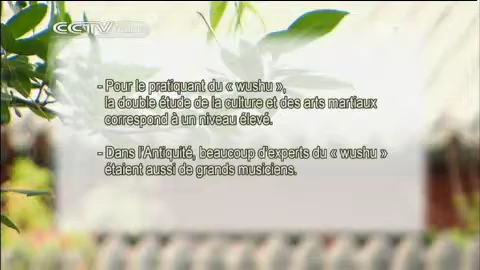 CCTV
- Pour le pratiquant du « wushu »,
la double étude de la culture et des arts martiaux
correspond à un niveau élevé.
- Dans l'Antiquité, beaucoup d'experts du « wushu »
étaient aussi de grands musiciens.